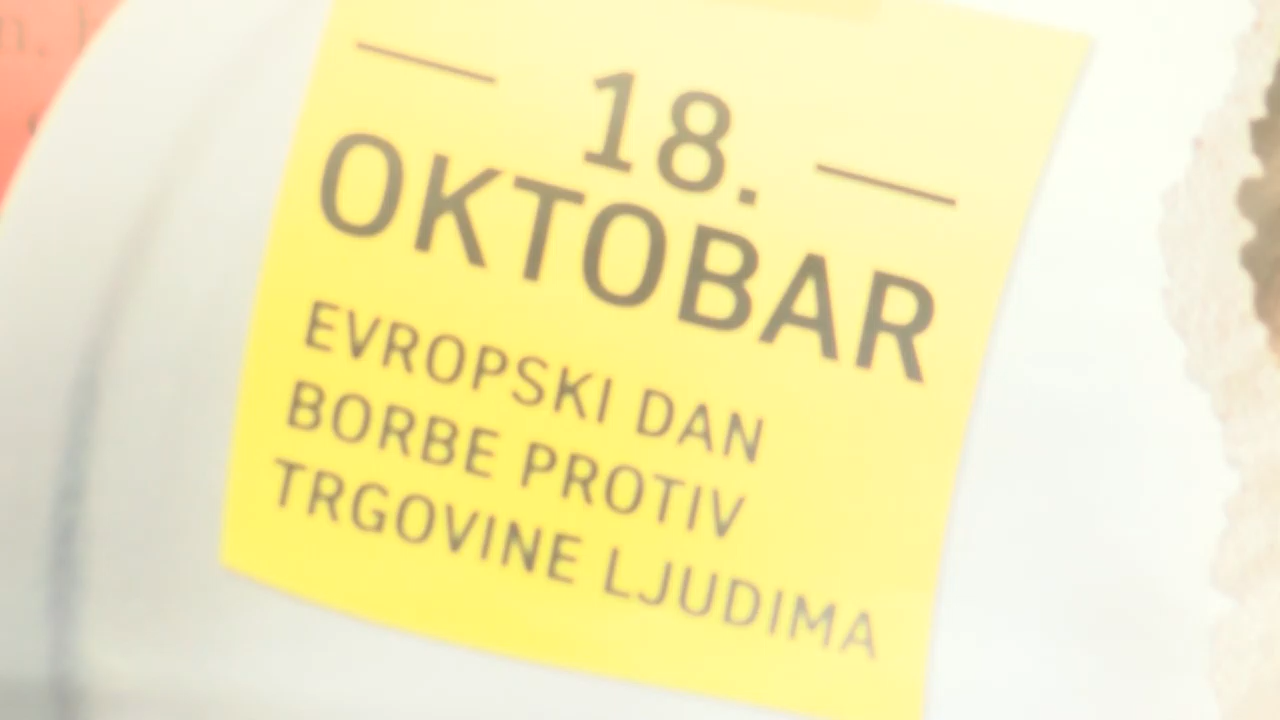 18.
OKTOBAR
EVROPSKI DAN
BORBE PROTIV
TRGOVINE LJUDIMA